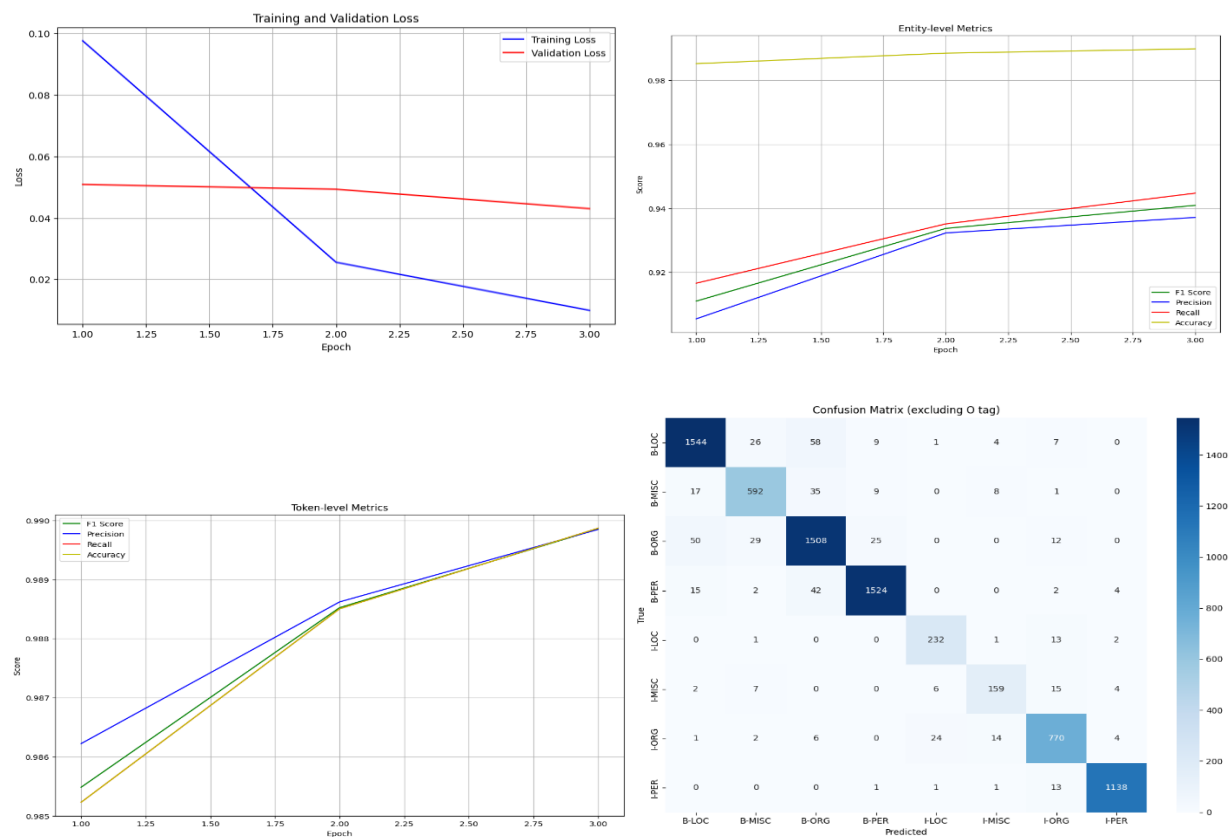 Training and Validation Loss
0.10
0.08
0.06
0.04
0.02
Loss
Training Loss
Validation Loss
1.00 1.25 1.50 1.75 2.00 2.25 2.50 2.75 3.00
Epoch
Entity-level Metrics
0.98
0.96
0.94
0.92
Score
F1 Score
Precision
Recall
Accuracy
1.00 1.25 1.50 1.75 2.00 2.25 2.50 2.75 3.00
Epoch
Token-level Metrics
0.990
0.989
0.988
0.987
0.986
0.985
Score
F1 Score
Precision
Recall
Accuracy
1.00 1.25 1.50 1.75 2.00 2.25 2.50 2.75 3.00
Epoch
Confusion Matrix (excluding O tag)
True
B-LOC 1544 26 58 9 1 4 7 0
B-MISC 17 592 35 9 0 8 1 0
B-ORG 50 29 1508 25 0 0 12 0
B-PER 15 2 42 1524 0 0 2 4
I-LOC 0 1 0 0 232 1 13 2
I-MISC 2 7 0 0 6 159 15 4
I-ORG 1 2 6 0 24 14 770 4
I-PER 0 0 0 1 1 1 13 1138
B-LOC B-MISC B-ORG B-PER I-LOC I-MISC I-ORG I-PER
Predicted
1400
1200
1000
800
600
400
200
0